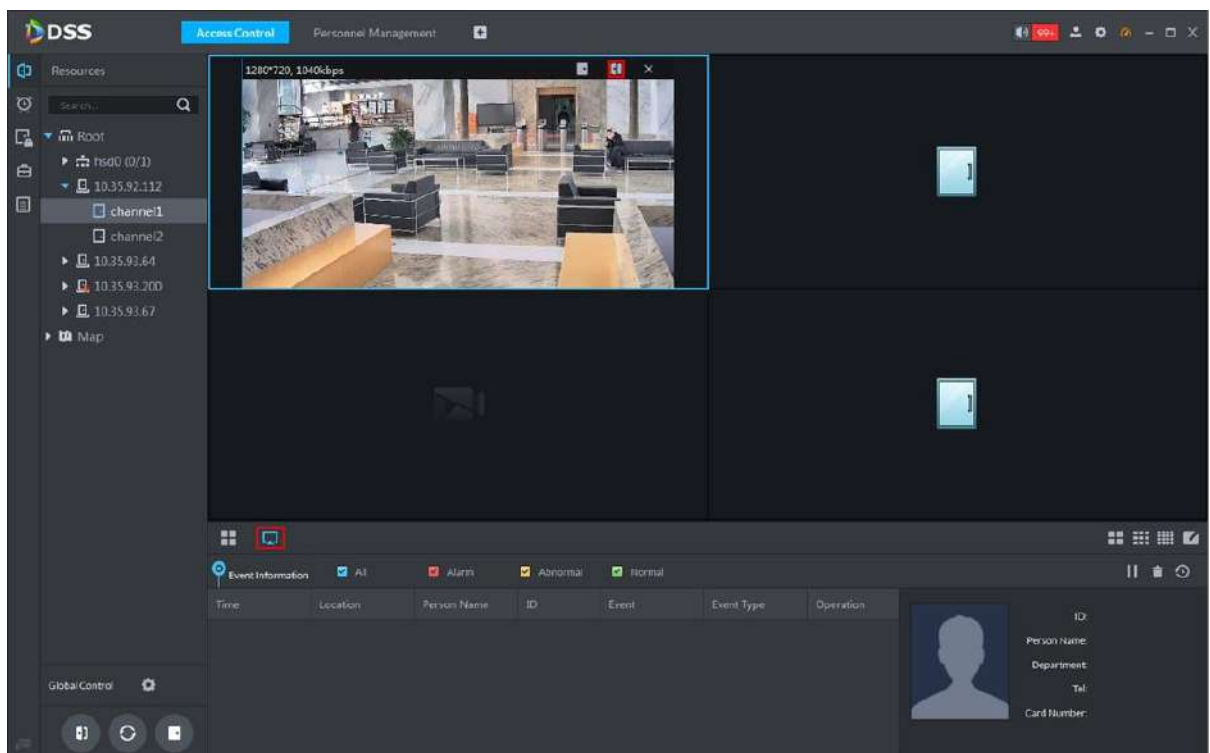 DSS
Access Control
Personnel Management
99+
Resources
Search...
1280*720, 1040kbps
Root
hsd0 (0/1)
10.35.92.112
channel1
channel2
10.35.93.64
10.35.93.200
10.35.93.67
Map
Event Information
All
Alarm
Abnormal
Normal
Time
Location
Person Name
ID
Event
Event Type
Operation
ID:
Person Name:
Department:
Tel:
Card Number:
Global Control